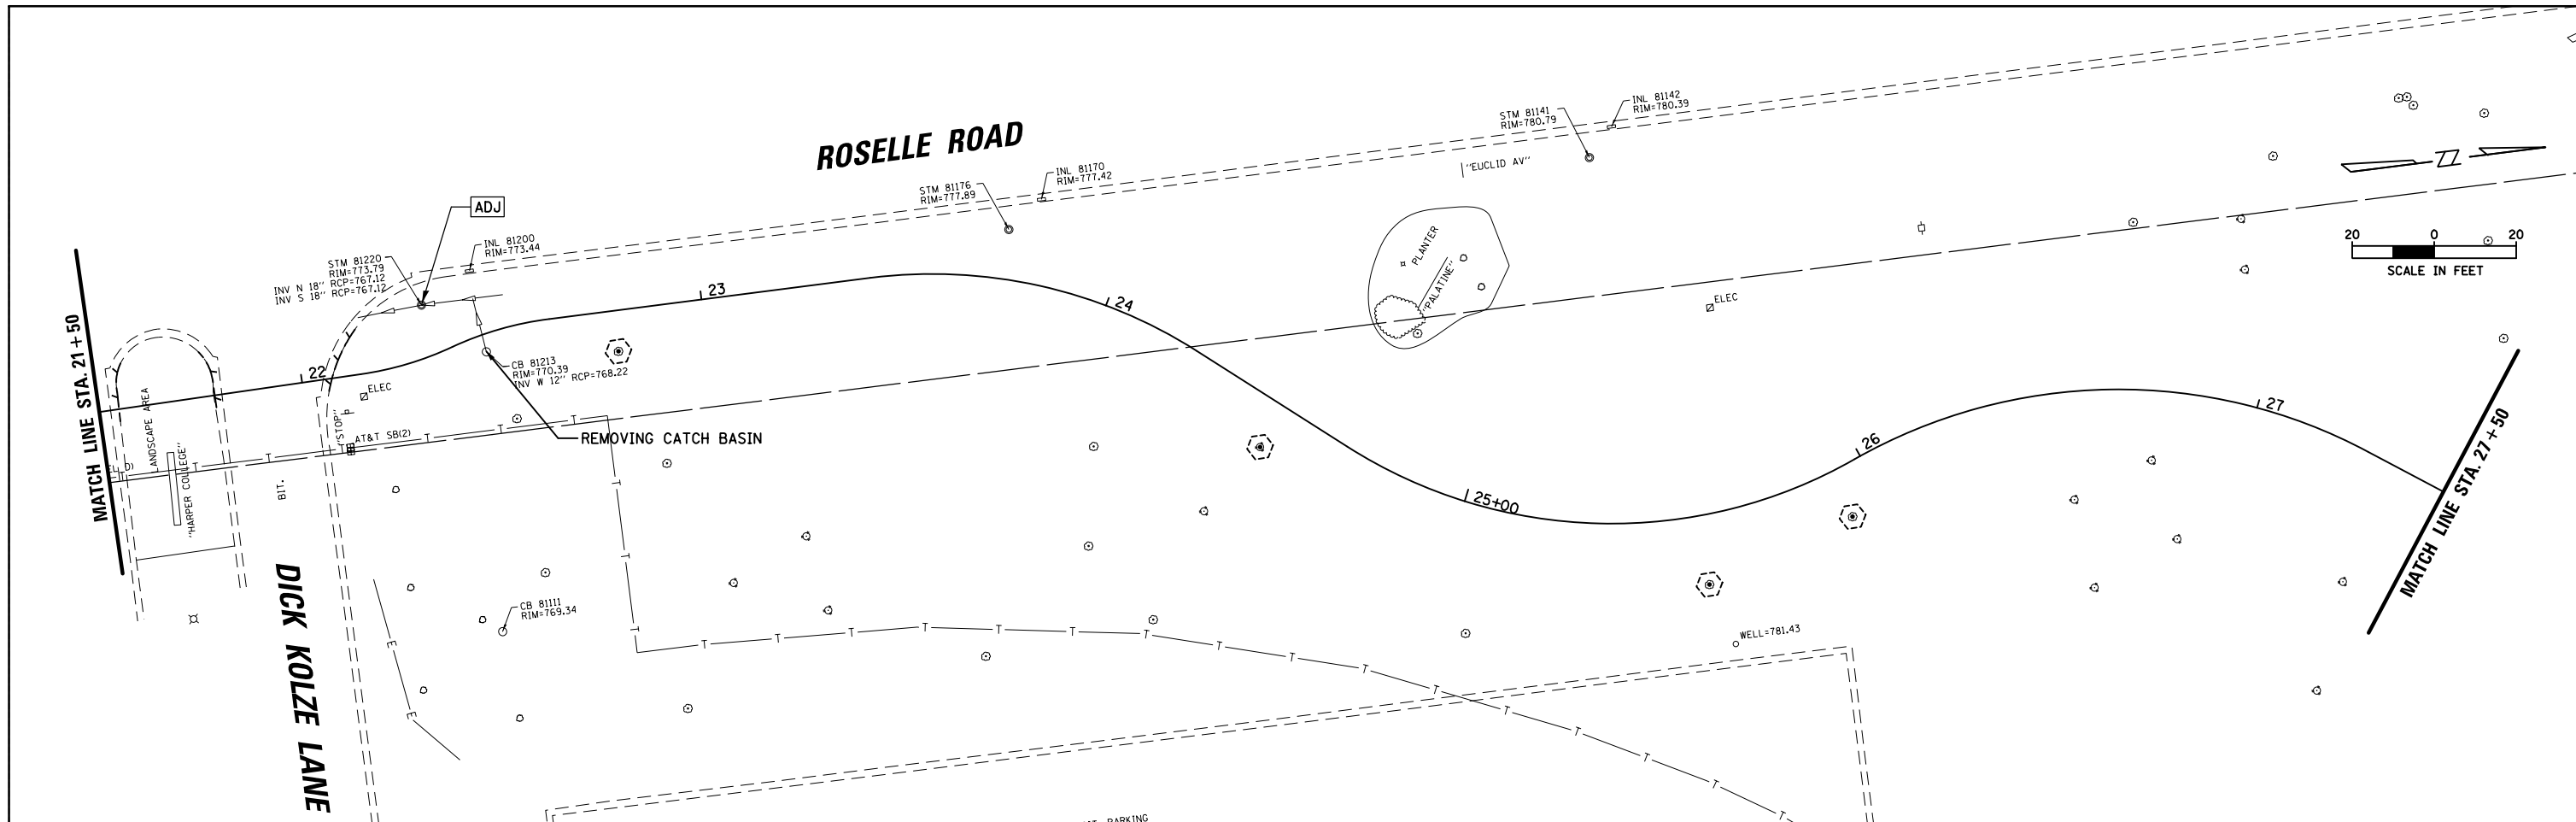 ROSELLE ROAD
STM 81141
RIM=780.79
INL 81142
RIM=780.39
"EUCLID AV"
INL 81170
RIM=777.42
STM 81176
RIM=777.89
ADJ
INL 81200
RIM=773.44
STM 81220
RIM=773.79
INV N 18" RCP=767.12
INV S 18" RCP=767.12
PLANTER
"PALATINE"
20 0 20
SCALE IN FEET
ELEC
MATCH LINE STA. 21+50
22
23
24
25+00
26
27
MATCH LINE STA. 27+50
CB 81213
RIM=770.39
INV W 12" RCP=768.22
REMOVING CATCH BASIN
ELEC
"STOP"
AT&T SB(2)
LANDSCAPE AREA
"HARPER COLLEGE"
BIT.
DICK KOLZE LANE
CB 81111
RIM=769.34
WELL=781.43
T T T T T T
T T T
T T T T T T T T T T T T T T T T
E
E
PARKING